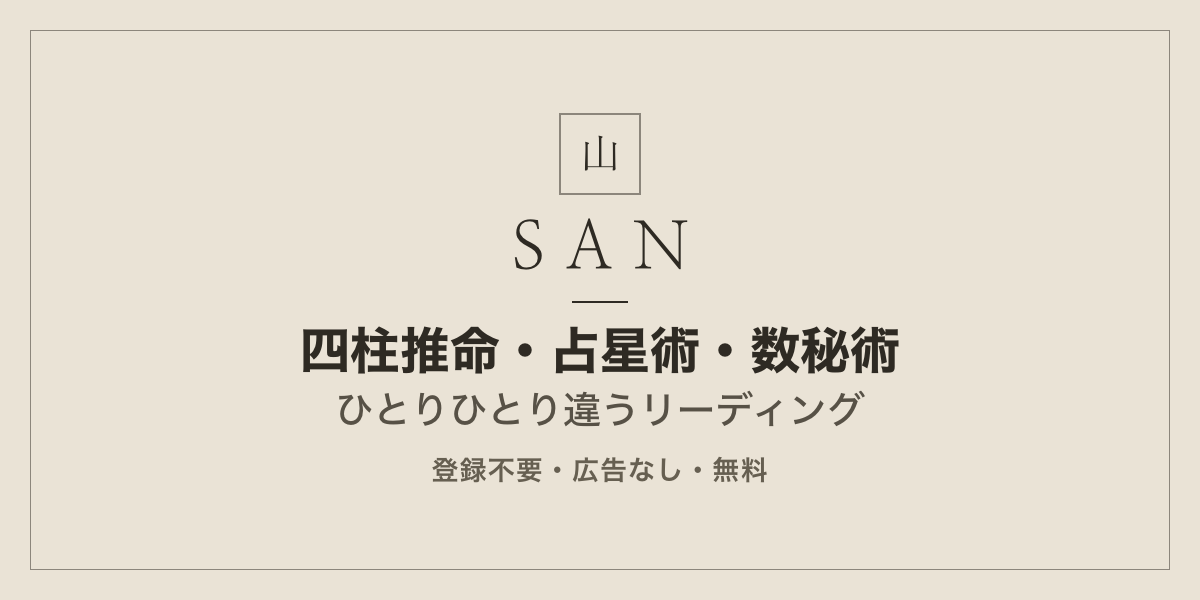 山
SAN
四柱推命・占星術・数秘術
ひとりひとり違うリーディング
登録不要・広告なし・無料